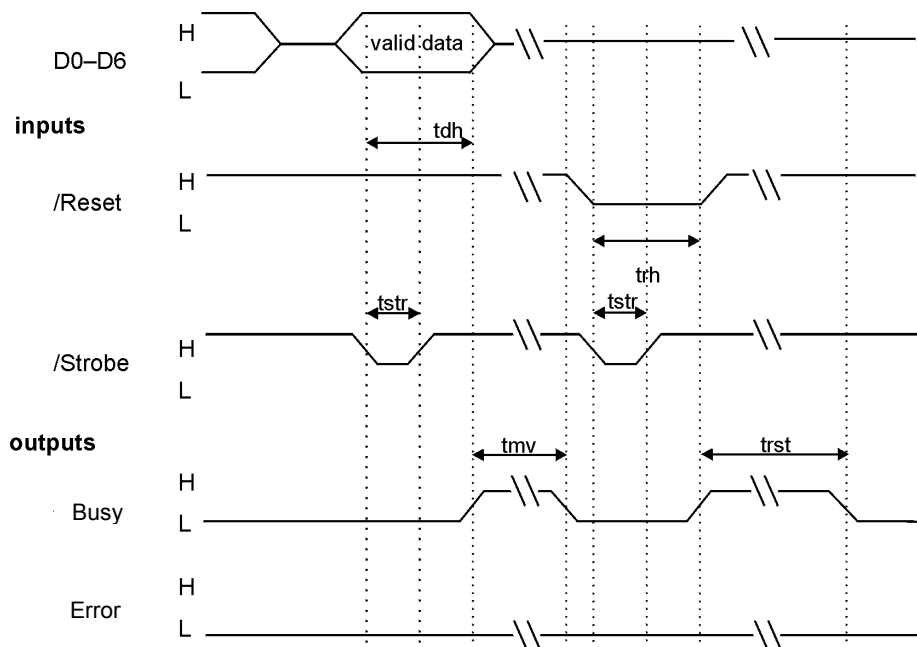 H
valid data
D0–D6
L
inputs
tdh
H
/Reset
L
trh
tstr
tstr
H
/Strobe
L
outputs
tmv
trst
H
Busy
L
H
Error
L